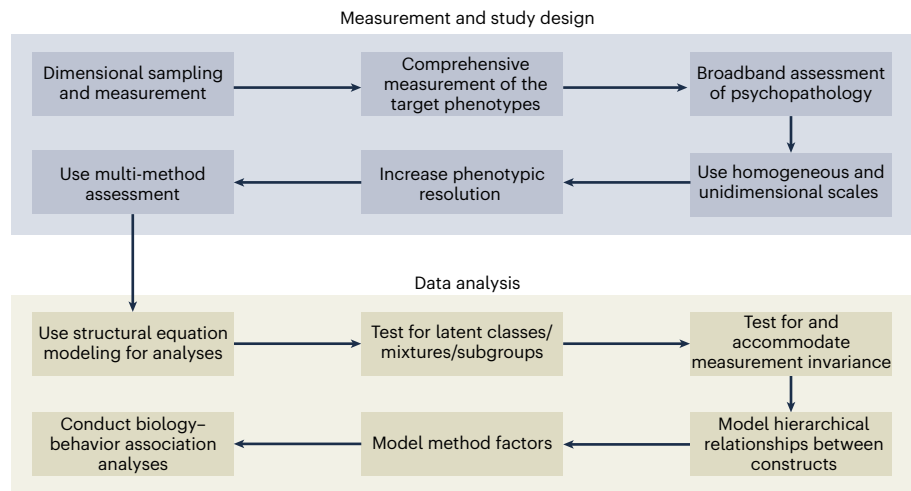 Measurement and study design
Dimensional sampling
and measurement
Comprehensive
measurement of the
target phenotypes
Broadband assessment
of psychopathology
Use homogeneous and
unidimensional scales
Increase phenotypic
resolution
Use multi-method
assessment
Data analysis
Use structural equation
modeling for analyses
Test for latent classes/
mixtures/subgroups
Test for and
accommodate
measurement invariance
Model hierarchical
relationships between
constructs
Model method factors
Conduct biology–
behavior association
analyses